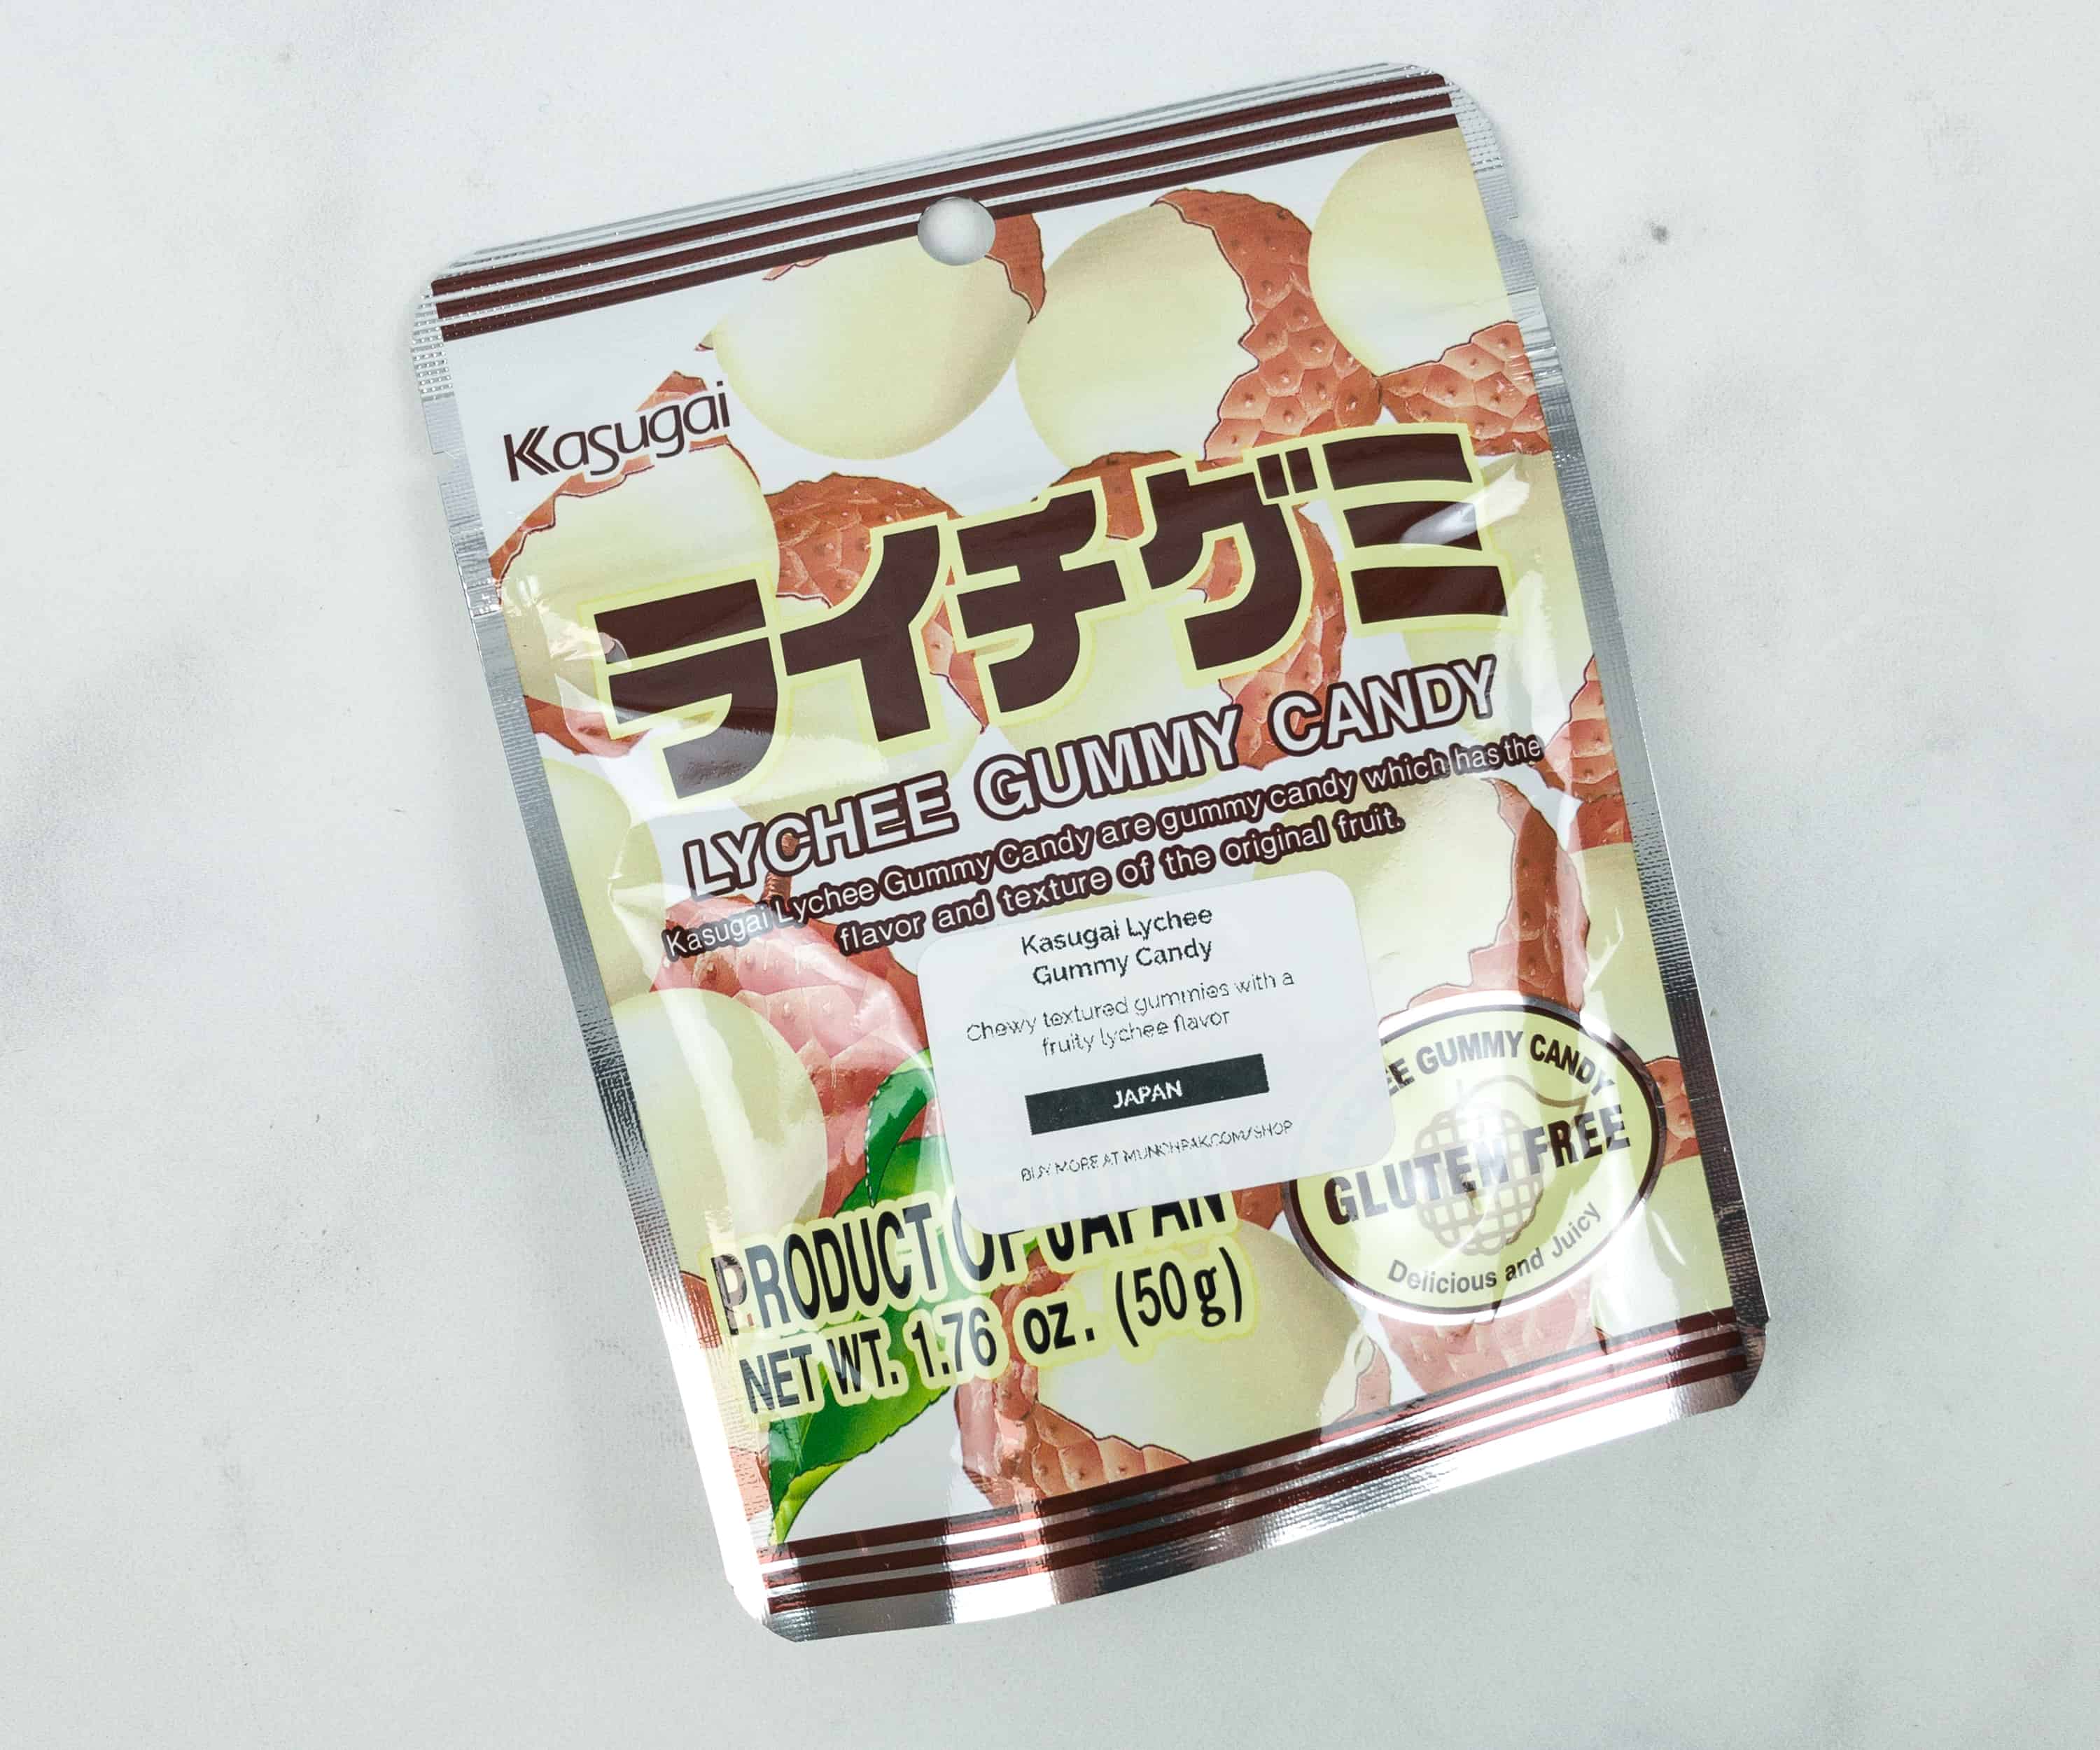 Kasugai
ライチグミ
LYCHEE GUMMY CANDY
Kasugai Lychee Gummy Candy are gummy candy which has the
flavor and texture of the original fruit.
Kasugai Lychee
Gummy Candy
Chewy textured gummies with a
fruity lychee flavor
JAPAN
BUY MORE AT MUNCHPAK.COM/SHOP
EE GUMMY CANDY
GLUTEN FREE
Delicious and Juicy
PRODUCT OF JAPAN
NET WT. 1.76 oz. (50g)